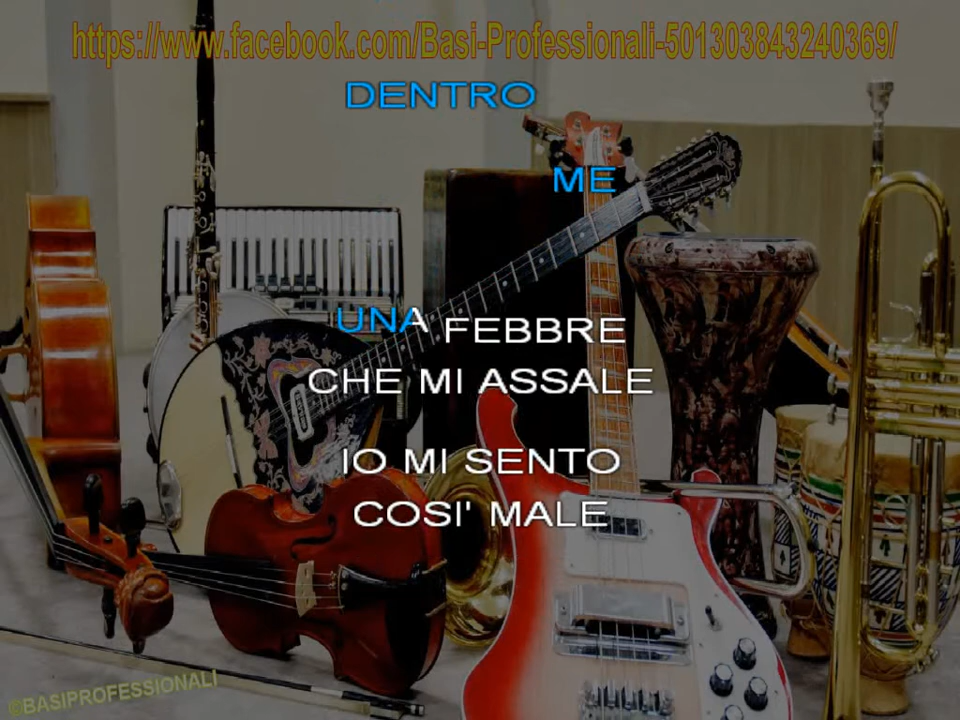 https://www.facebook.com/Basi-Professionali-501303843240369/
DENTRO
ME
UNA FEBBRE
CHE MI ASSALE
IO MI SENTO
COSI' MALE
©BASIPROFESSIONALI